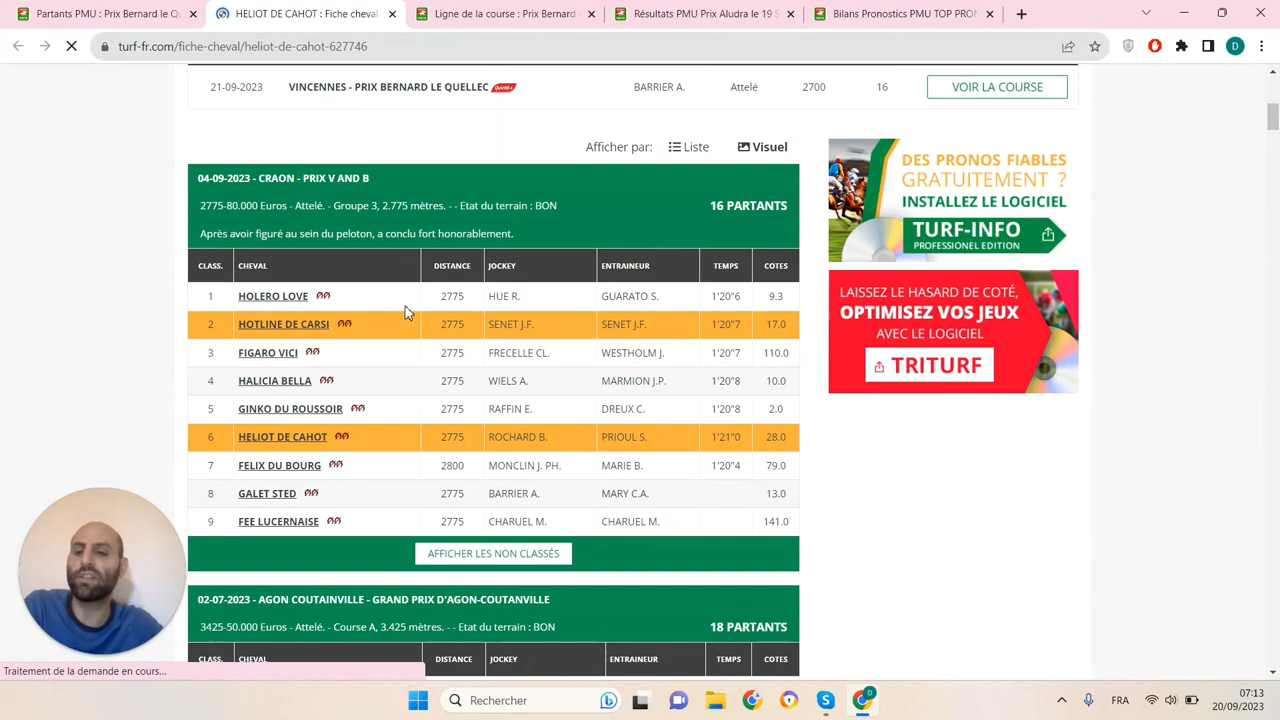 Partants PMU : Prix Bernard
HELIOT DE CAHOT : Fiche cheval
Ligne de la course : Prix Bernard
Résultats PMU Prix Aludra le 19 S
Bilans Pronostics PMU TOP PRON
turf-fr.com/fiche-cheval/heliot-de-cahot-627746
D
21-09-2023 VINCENNES - PRIX BERNARD LE QUELLEC Quinté+ BARRIER A. Attelé 2700 16 VOIR LA COURSE
Afficher par: Liste Visuel
04-09-2023 - CRAON - PRIX V AND B
2775-80.000 Euros - Attelé. - Groupe 3, 2.775 mètres. - - Etat du terrain : BON 16 PARTANTS
Après avoir figuré au sein du peloton, a conclu fort honorablement.
CLASS. CHEVAL DISTANCE JOCKEY ENTRAINEUR TEMPS COTES
1 HOLERO LOVE 2775 HUE R. GUARATO S. 1'20"6 9.3
2 HOTLINE DE CARSI 2775 SENET J.F. SENET J.F. 1'20"7 17.0
3 FIGARO VICI 2775 FRECELLE CL. WESTHOLM J. 1'20"7 110.0
4 HALICIA BELLA 2775 WIELS A. MARMION J.P. 1'20"8 10.0
5 GINKO DU ROUSSOIR 2775 RAFFIN E. DREUX C. 1'20"8 2.0
6 HELIOT DE CAHOT 2775 ROCHARD B. PRIOUL S. 1'21"0 28.0
7 FELIX DU BOURG 2800 MONCLIN J. PH. MARIE B. 1'20"4 79.0
8 GALET STED 2775 BARRIER A. MARY C.A. 13.0
9 FEE LUCERNAISE 2775 CHARUEL M. CHARUEL M. 141.0
AFFICHER LES NON CLASSÉS
02-07-2023 - AGON COUTAINVILLE - GRAND PRIX D'AGON-COUTANVILLE
3425-50.000 Euros - Attelé. - Course A, 3.425 mètres. - - Etat du terrain : BON 18 PARTANTS
CLASS. CHEVAL DISTANCE JOCKEY ENTRAINEUR TEMPS COTES
DES PRONOS FIABLES
GRATUITEMENT ?
INSTALLEZ LE LOGICIEL
TURF-INFO
PROFESSIONEL EDITION
LAISSEZ LE HASARD DE COTÉ,
OPTIMISEZ VOS JEUX
AVEC LE LOGICIEL
TRITURF
Traitement de la demande en cours...
Rechercher
FRA
07:13
20/09/2023